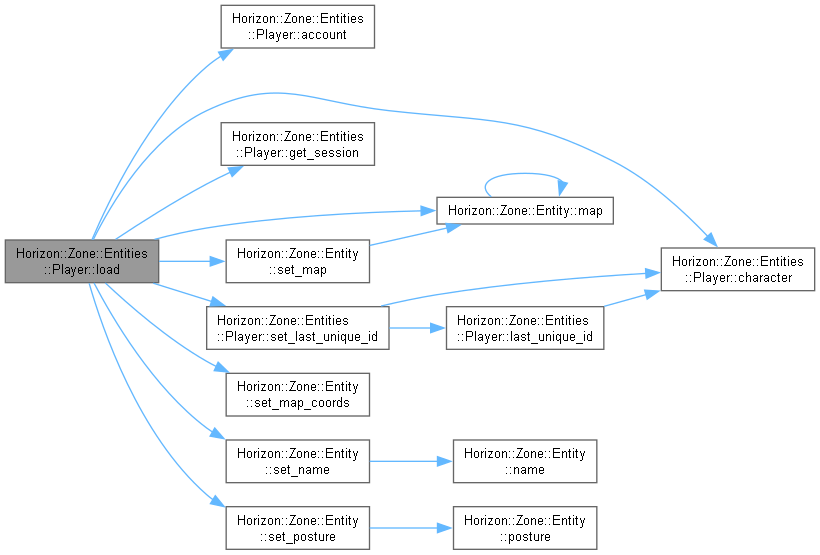 Horizon::Zone::Entities
::Player::account
Horizon::Zone::Entities
::Player::get_session
Horizon::Zone::Entity::map
Horizon::Zone::Entities
::Player::load
Horizon::Zone::Entity
::set_map
Horizon::Zone::Entities
::Player::character
Horizon::Zone::Entities
::Player::set_last_unique_id
Horizon::Zone::Entities
::Player::last_unique_id
Horizon::Zone::Entity
::set_map_coords
Horizon::Zone::Entity
::set_name
Horizon::Zone::Entity
::name
Horizon::Zone::Entity
::set_posture
Horizon::Zone::Entity
::posture